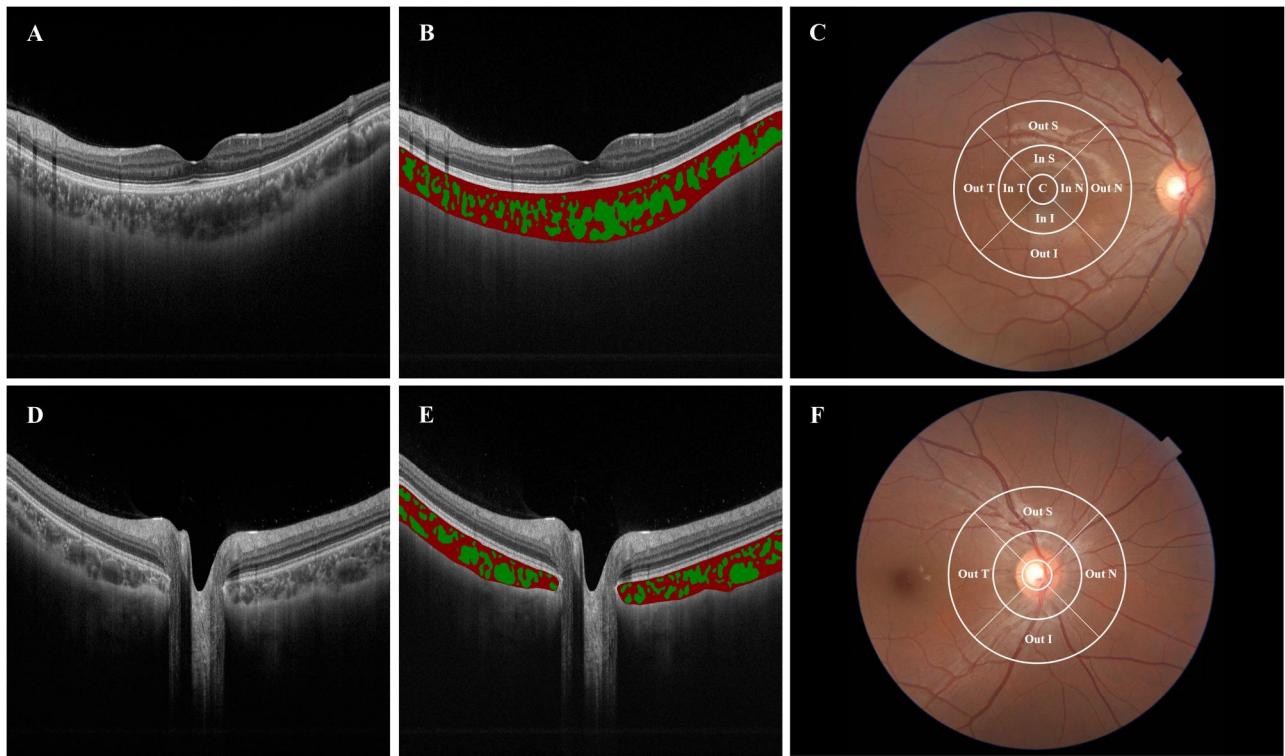 A
B
C
Out S
In S
Out T In T C In N Out N
In I
Out I
D
E
F
Out S
Out T
Out N
Out I